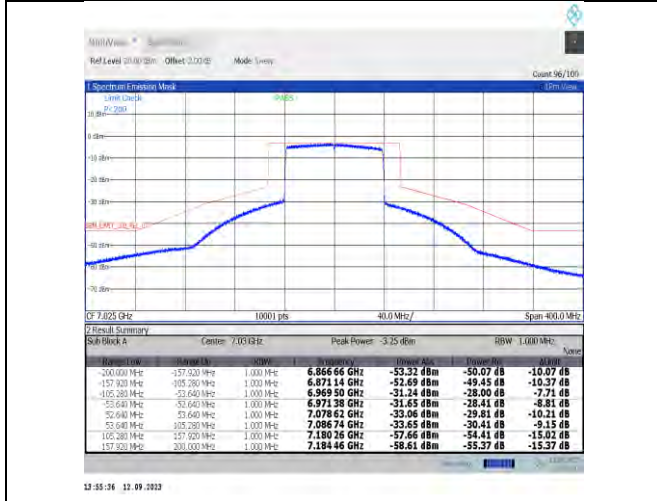 Ref Level 20.00 dBm Offset 2.00 dB Mode Sweep
Count 96/100
1 Spectrum Emission Mask
Limit Check PASS
P<200
10 dBm
0 dBm
-10 dBm
-20 dBm
-30 dBm
-70 dBm
CF 7.025 GHz 10001 pts 40.0 MHz/ Span 400.0 MHz
2 Result Summary
Sub Block A Center 7.03 GHz Peak Power -3.25 dBm RBW 1.000 MHz
None
Range Low Range Up RBW Frequency Power Abs Power Rel ΔLimit
-200.000 MHz -157.920 MHz 1.000 MHz 6.866 66 GHz -53.32 dBm -50.07 dB -10.07 dB
-157.920 MHz -105.280 MHz 1.000 MHz 6.871 14 GHz -52.69 dBm -49.45 dB -10.37 dB
-105.280 MHz -53.640 MHz 1.000 MHz 6.969 50 GHz -31.24 dBm -28.00 dB -7.71 dB
-53.640 MHz -52.640 MHz 1.000 MHz 6.971 38 GHz -31.65 dBm -28.41 dB -8.81 dB
52.640 MHz 53.640 MHz 1.000 MHz 7.078 62 GHz -33.06 dBm -29.81 dB -10.21 dB
53.640 MHz 105.280 MHz 1.000 MHz 7.086 74 GHz -33.65 dBm -30.41 dB -9.15 dB
105.280 MHz 157.920 MHz 1.000 MHz 7.180 26 GHz -57.66 dBm -54.41 dB -15.02 dB
157.920 MHz 200.000 MHz 1.000 MHz 7.184 46 GHz -58.61 dBm -55.37 dB -15.37 dB
13:55:36 12.09.2023